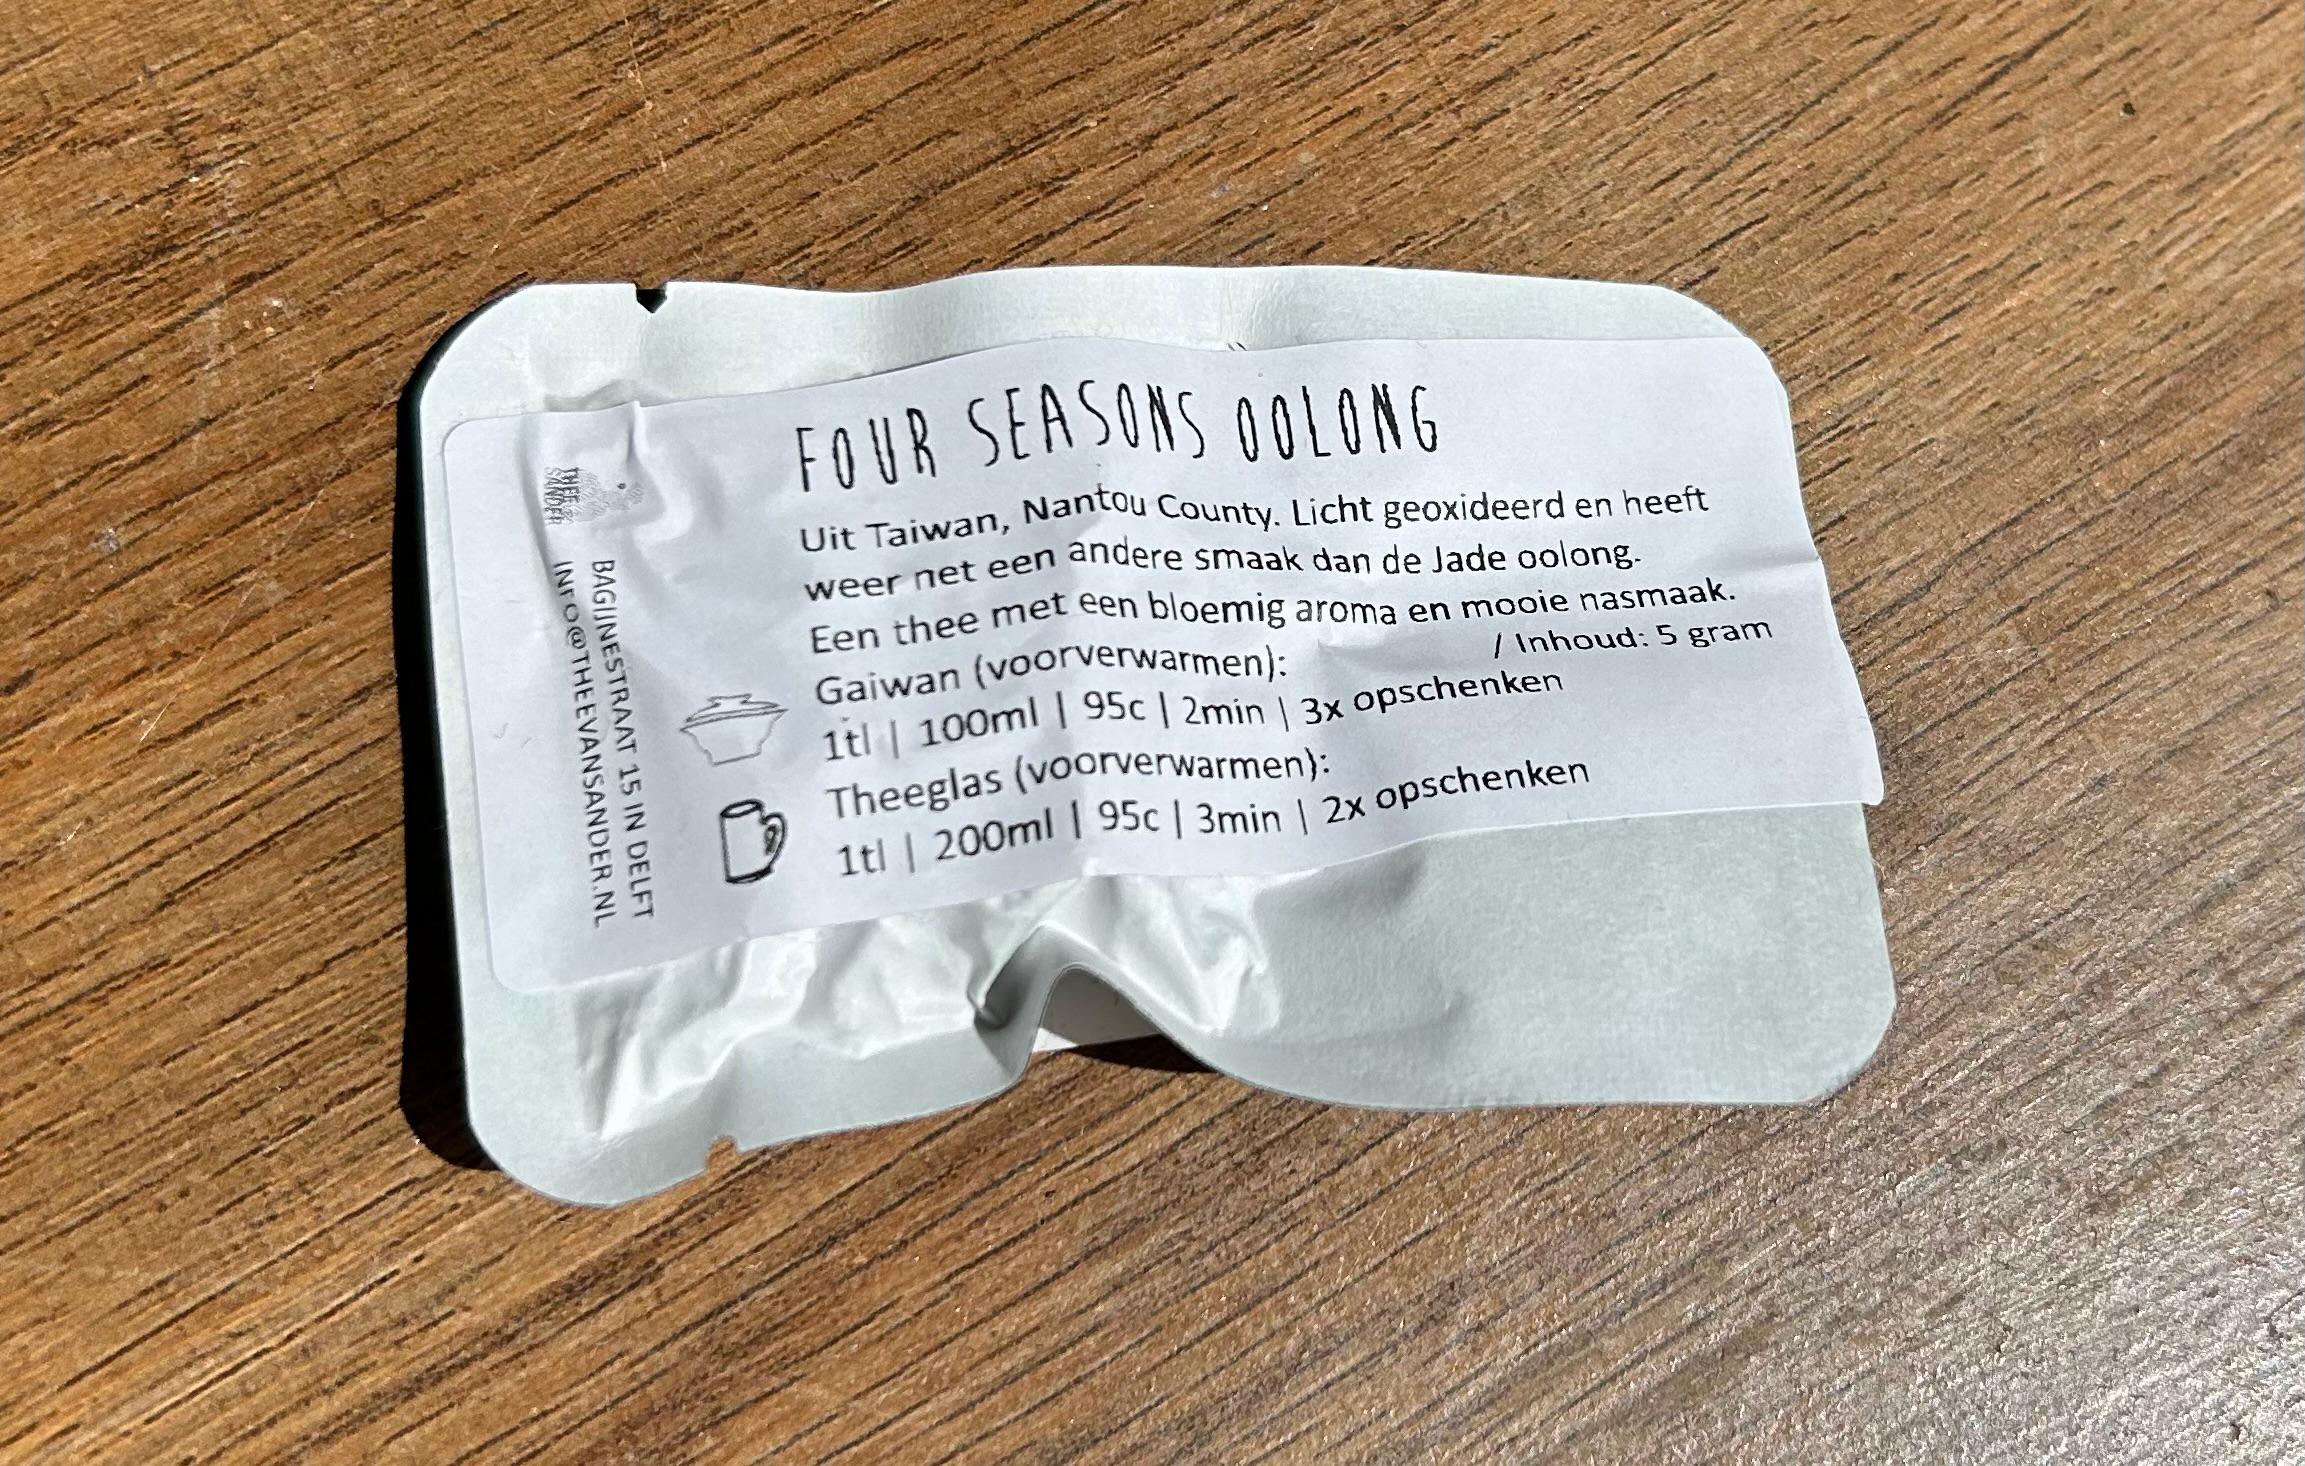 FOUR SEASONS OOLONG
Uit Taiwan, Nantou County. Licht geoxideerd en heeft
weer net een andere smaak dan de Jade oolong.
Een thee met een bloemig aroma en mooie nasmaak.
/ Inhoud: 5 gram
Gaiwan (voorverwarmen):
1tl | 100ml | 95c | 2min | 3x opschenken
Theeglas (voorverwarmen):
1tl | 200ml | 95c | 3min | 2x opschenken
BAGIJNESTRAAT 15 IN DELFT
INFO@THEEVANSANDER.NL